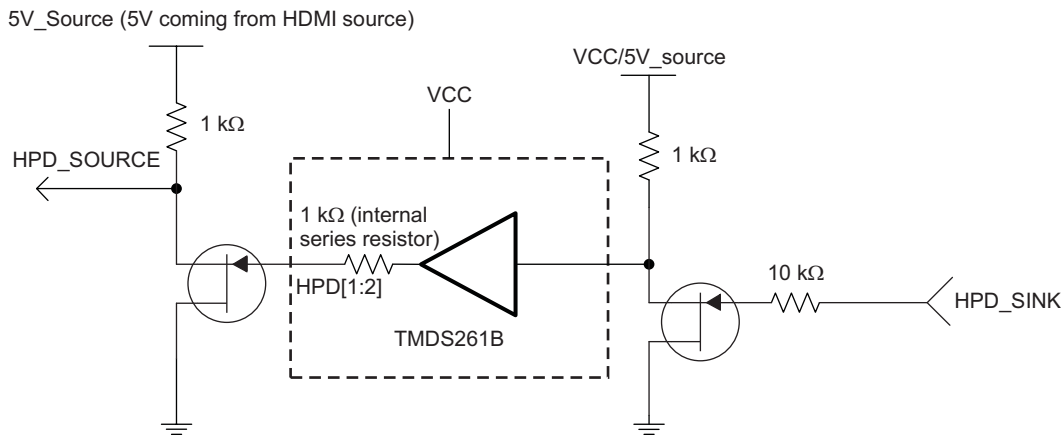 5V_Source (5V coming from HDMI source)
VCC/5V_source
VCC
1 kΩ
1 kΩ
HPD_SOURCE
1 kΩ (internal
series resistor)
HPD[1:2]
10 kΩ
HPD_SINK
TMDS261B